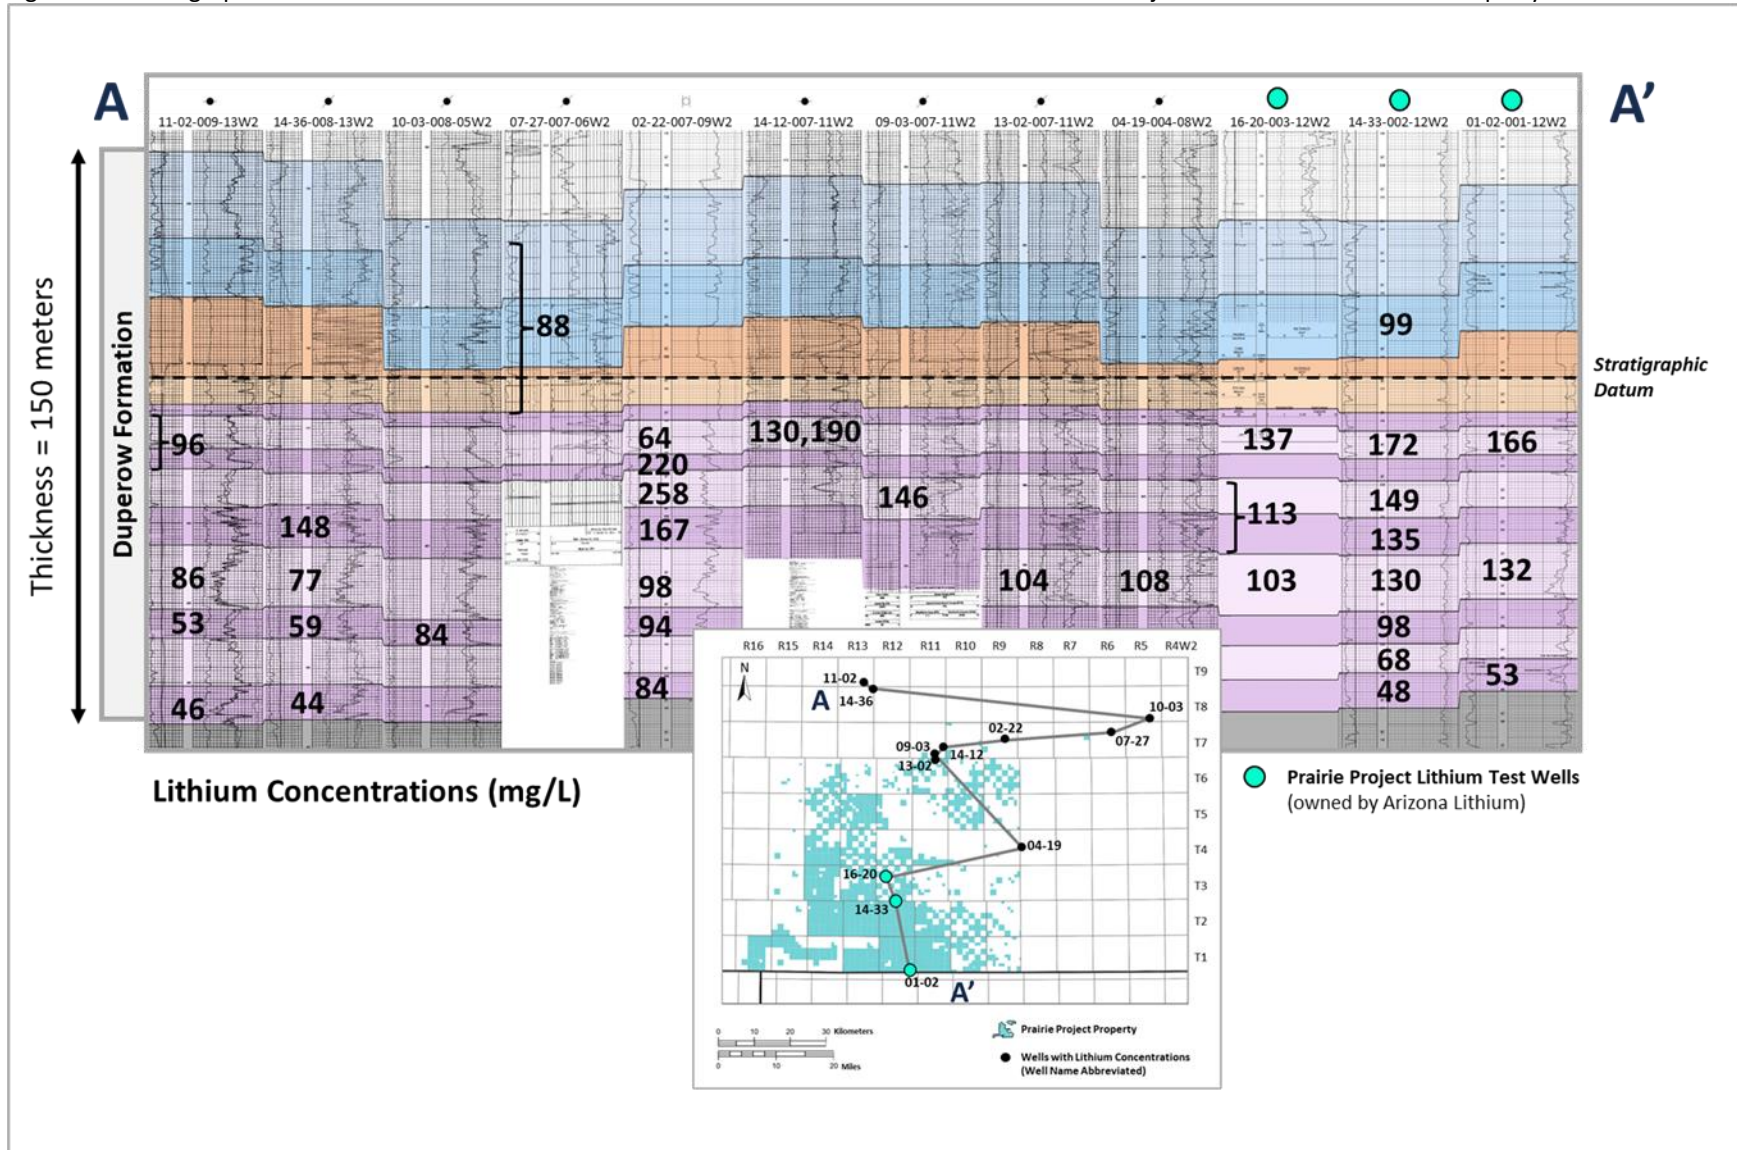 A
A'
11-02-009-13W2 14-36-008-13W2 10-03-008-05W2 07-27-007-06W2 02-22-007-09W2 14-12-007-11W2 09-03-007-11W2 13-02-007-11W2 04-19-004-08W2 16-20-003-12W2 14-33-002-12W2 01-02-001-12W2
Thickness = 150 meters
Duperow Formation
Stratigraphic
Datum
88
99
96
64
130,190
137
172
166
220
258
146
149
148
167
113
135
86
77
98
104
108
103
130
132
53
59
84
94
98
68
53
46
44
84
48
Lithium Concentrations (mg/L)
Prairie Project Lithium Test Wells
(owned by Arizona Lithium)
R16 R15 R14 R13 R12 R11 R10 R9 R8 R7 R6 R5 R4W2
N
T9
T8
T7
T6
T5
T4
T3
T2
T1
11-02
A
14-36
10-03
02-22
07-27
09-03
14-12
13-02
04-19
16-20
14-33
01-02
A'
0 10 20 30 Kilometers
0 10 20 Miles
Prairie Project Property
Wells with Lithium Concentrations
(Well Name Abbreviated)